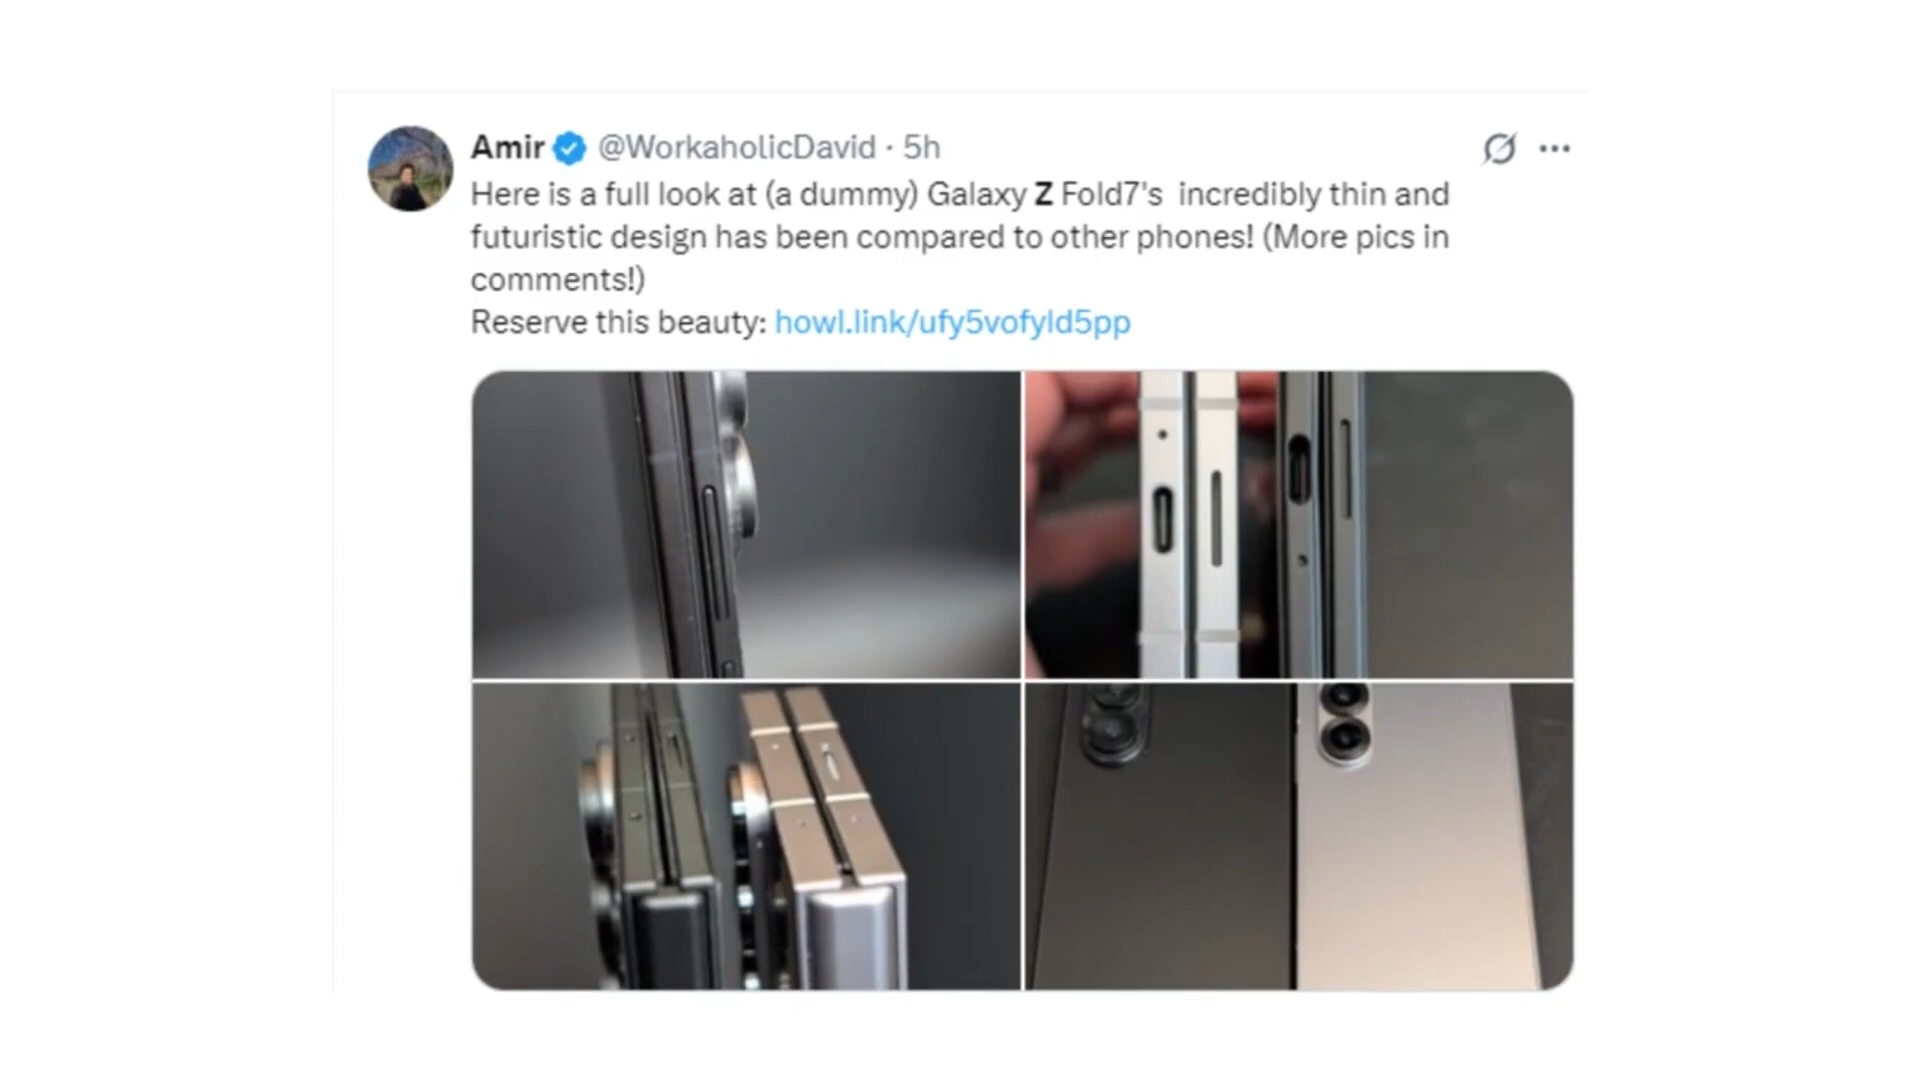 Amir @WorkaholicDavid · 5h
Here is a full look at (a dummy) Galaxy Z Fold7's incredibly thin and
futuristic design has been compared to other phones! (More pics in
comments!)
Reserve this beauty: howl.link/ufy5vofyld5pp